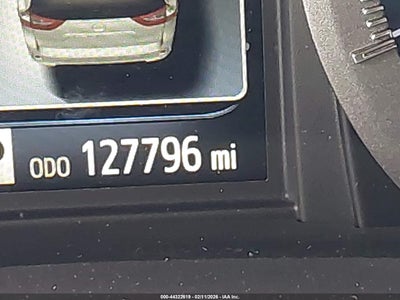 ODO 127796 mi
000-44322619 - 02/11/2026 - IAA Inc.